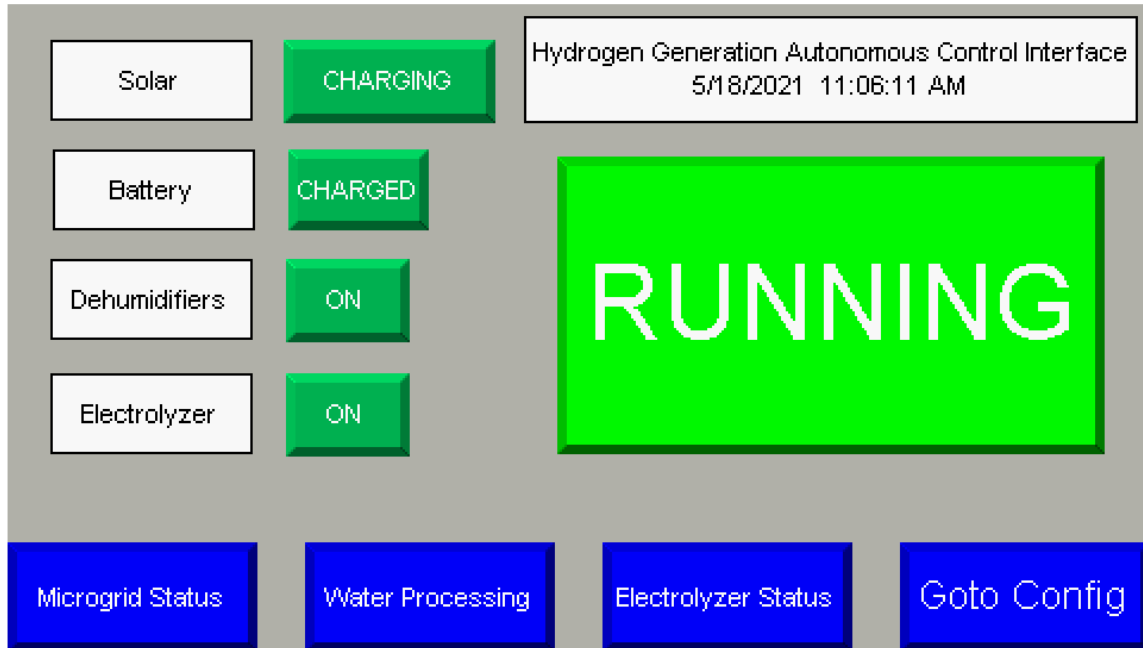 Solar
CHARGING
Hydrogen Generation Autonomous Control Interface
5/18/2021 11:06:11 AM
Battery
CHARGED
RUNNING
Dehumidifiers
ON
Electrolyzer
ON
Microgrid Status
Water Processing
Electrolyzer Status
Goto Config